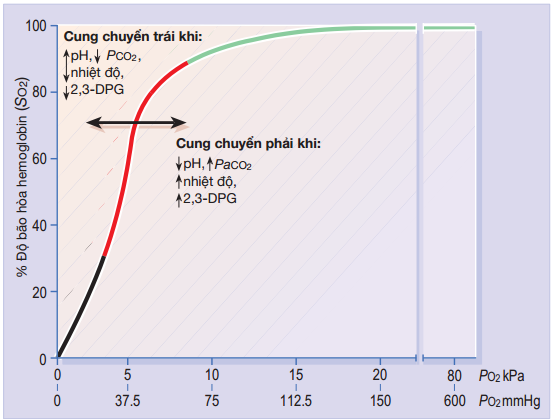 100
80
60
40
20
0
% Độ bão hòa hemoglobin (SO2)
Cung chuyển trái khi:
↑pH,↓ PCO2,
↓nhiệt độ,
↓2,3-DPG
Cung chuyển phải khi:
↓pH,↑PaCO2
↑nhiệt độ,
↑2,3-DPG
0 5 10 15 20 80 PO2 kPa
0 37.5 75 112.5 150 600 PO2 mmHg